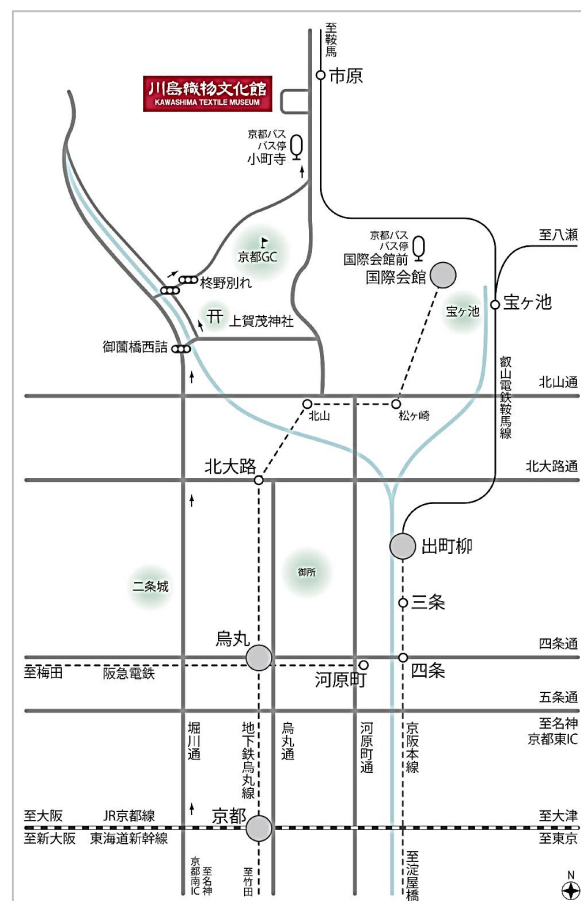 至鞍馬
市原
川島織物文化館
KAWASHIMA TEXTILE MUSEUM
京都バス
バス停
小町寺
京都バス
バス停
国際会館前
国際会館
至八瀬
京都GC
柊野別れ
宝ヶ池
宝ヶ池
上賀茂神社
御薗橋西詰
叡山電鉄鞍馬線
北山通
北山
松ヶ崎
北大路
北大路通
出町柳
二条城
御所
三条
烏丸
四条通
至梅田
阪急電鉄
河原町
四条
五条通
堀川通
地下鉄烏丸線
烏丸通
河原町通
京阪本線
至名神
京都東IC
至大阪
JR京都線
京都
至大津
至新大阪
東海道新幹線
至東京
至名神
京都南IC
至竹田
至淀屋橋
N